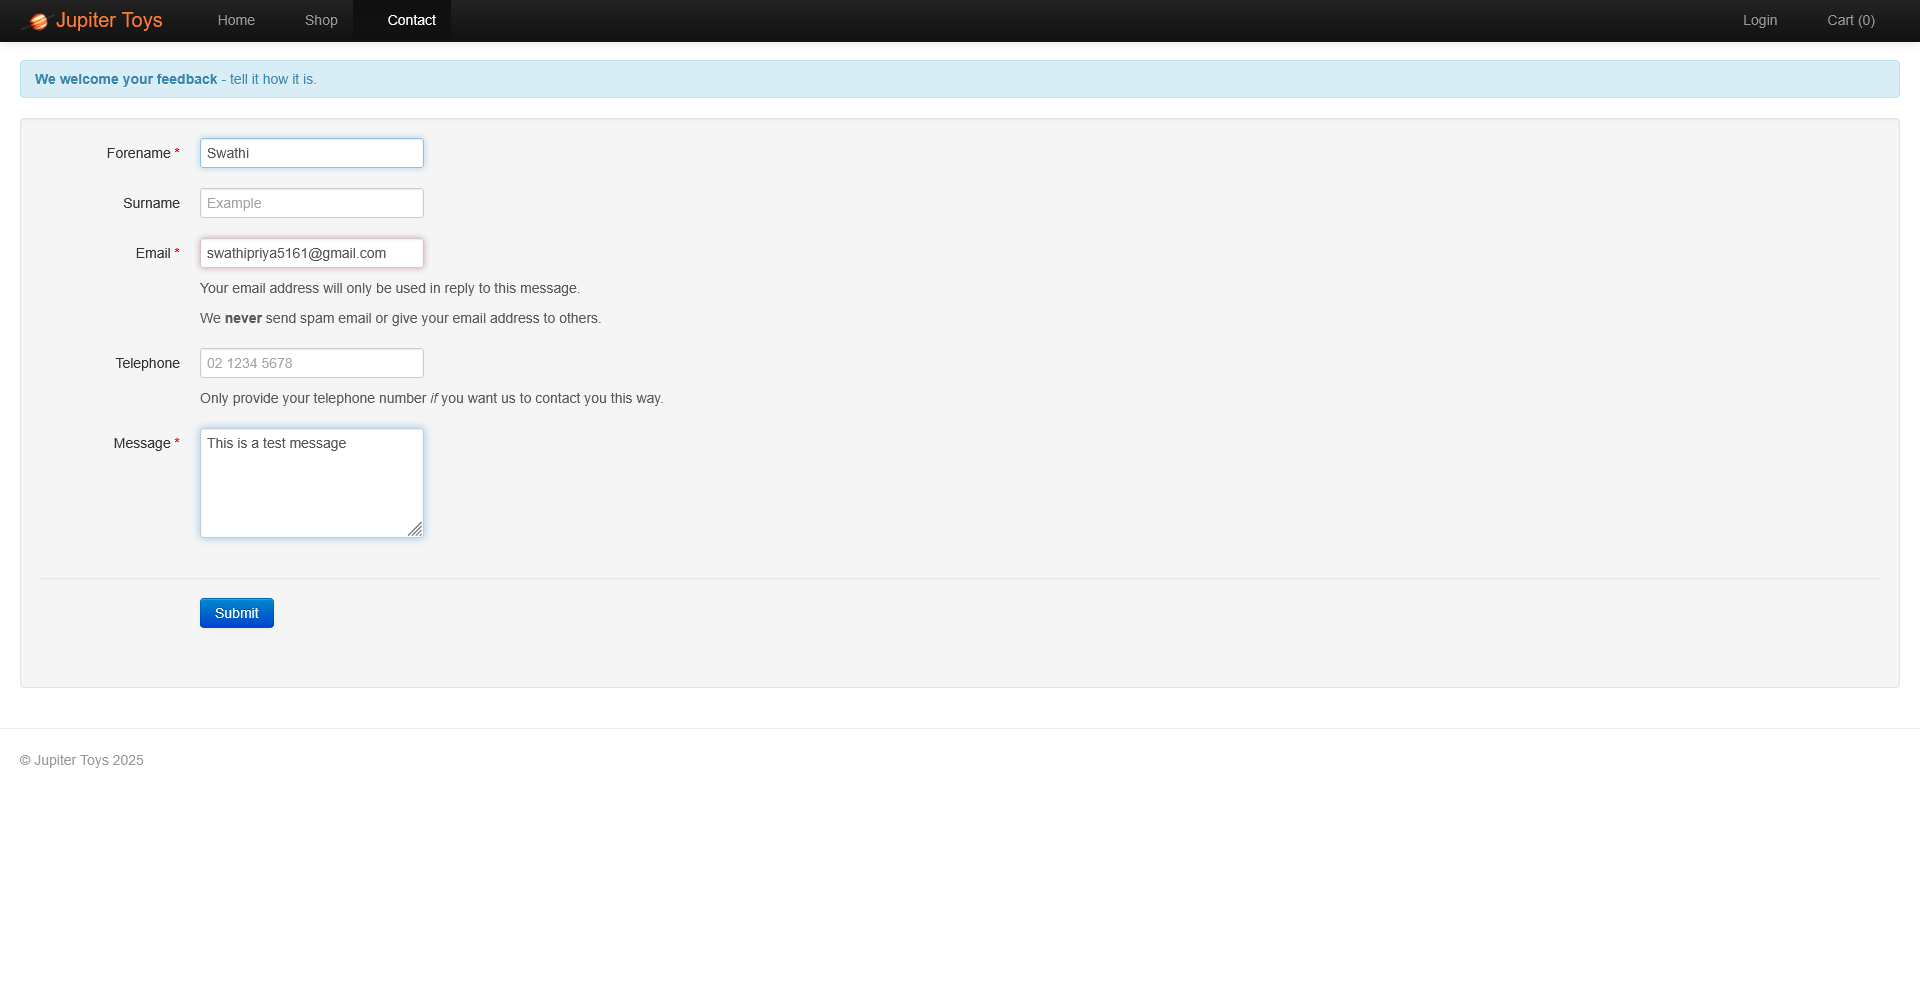 Jupiter Toys Home Shop Contact Login Cart (0)
We welcome your feedback - tell it how it is.
Forename * Swathi
Surname Example
Email * swathipriya5161@gmail.com
Your email address will only be used in reply to this message.
We never send spam email or give your email address to others.
Telephone 02 1234 5678
Only provide your telephone number if you want us to contact you this way.
Message * This is a test message
Submit
© Jupiter Toys 2025